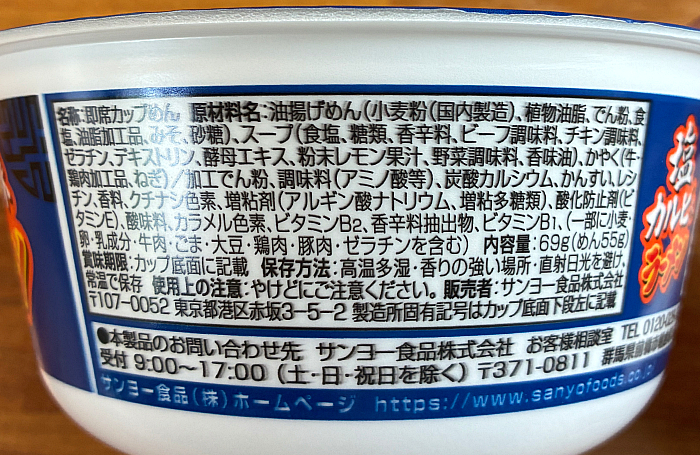 名称:即席カップめん 原材料名:油揚げめん(小麦粉(国内製造)、植物油脂、でん粉、食
塩、油脂加工品、みそ、砂糖)、スープ(食塩、糖類、香辛料、ビーフ調味料、チキン調味料、
ゼラチン、デキストリン、酵母エキス、粉末レモン果汁、野菜調味料、香味油)、かやく(牛・
鶏肉加工品、ねぎ)/加工でん粉、調味料(アミノ酸等)、炭酸カルシウム、かんすい、レシ
チン、香料、クチナシ色素、増粘剤(アルギン酸ナトリウム、増粘多糖類)、酸化防止剤(ビ
タミンE)、酸味料、カラメル色素、ビタミンB2、香辛料抽出物、ビタミンB1、(一部に小麦・
卵・乳成分・牛肉・ごま・大豆・鶏肉・豚肉・ゼラチンを含む) 内容量:69g(めん55g)
賞味期限:カップ底面に記載 保存方法:高温多湿・香りの強い場所・直射日光を避け、
常温で保存 使用上の注意:やけどにご注意ください。販売者:サンヨー食品株式会社
〒107-0052 東京都港区赤坂3-5-2 製造所固有記号はカップ底面下段左に記載
●本製品のお問い合わせ先 サンヨー食品株式会社 お客様相談室 TEL 0120-
受付 9:00~17:00 (土・日・祝日を除く) 〒371-0811 群馬県前橋市
サンヨー食品(株)ホームページ https://www.sanyofoods.co.
塩
カルビ
ラーメン